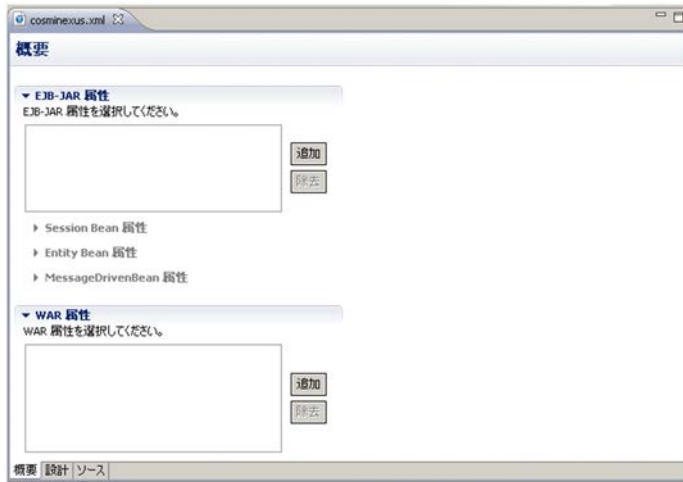 cosminexus.xml
概要
EJB-JAR 属性
EJB-JAR 属性を選択してください。
追加
除去
Session Bean 属性
Entity Bean 属性
MessageDrivenBean 属性
WAR 属性
WAR 属性を選択してください。
追加
除去
概要 設計 ソース